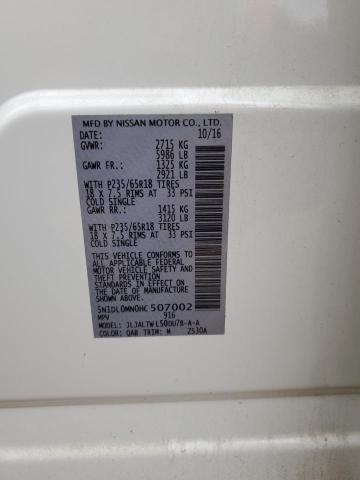 MFD BY NISSAN MOTOR CO., LTD.
DATE: 10/16
GVWR: 2715 KG
5986 LB
GAWR FR.: 1325 KG
2921 LB
WITH P235/65R18 TIRES
18 X 7.5 RIMS AT 33 PSI
COLD SINGLE
GAWR RR.: 1415 KG
3120 LB
WITH P235/65R18 TIRES
18 X 7.5 RIMS AT 33 PSI
COLD SINGLE
THIS VEHICLE CONFORMS TO
ALL APPLICABLE FEDERAL MOTOR
VEHICLE SAFETY AND
THEFT PREVENTION STANDARDS
IN EFFECT ON THE DATE OF
MANUFACTURE SHOWN ABOVE.
5N1DL0MN0HC507002
MPV 916
MODEL: JLJALTWL50DU7B-A-A
COLOR: QAB TRIM: N ZS30A